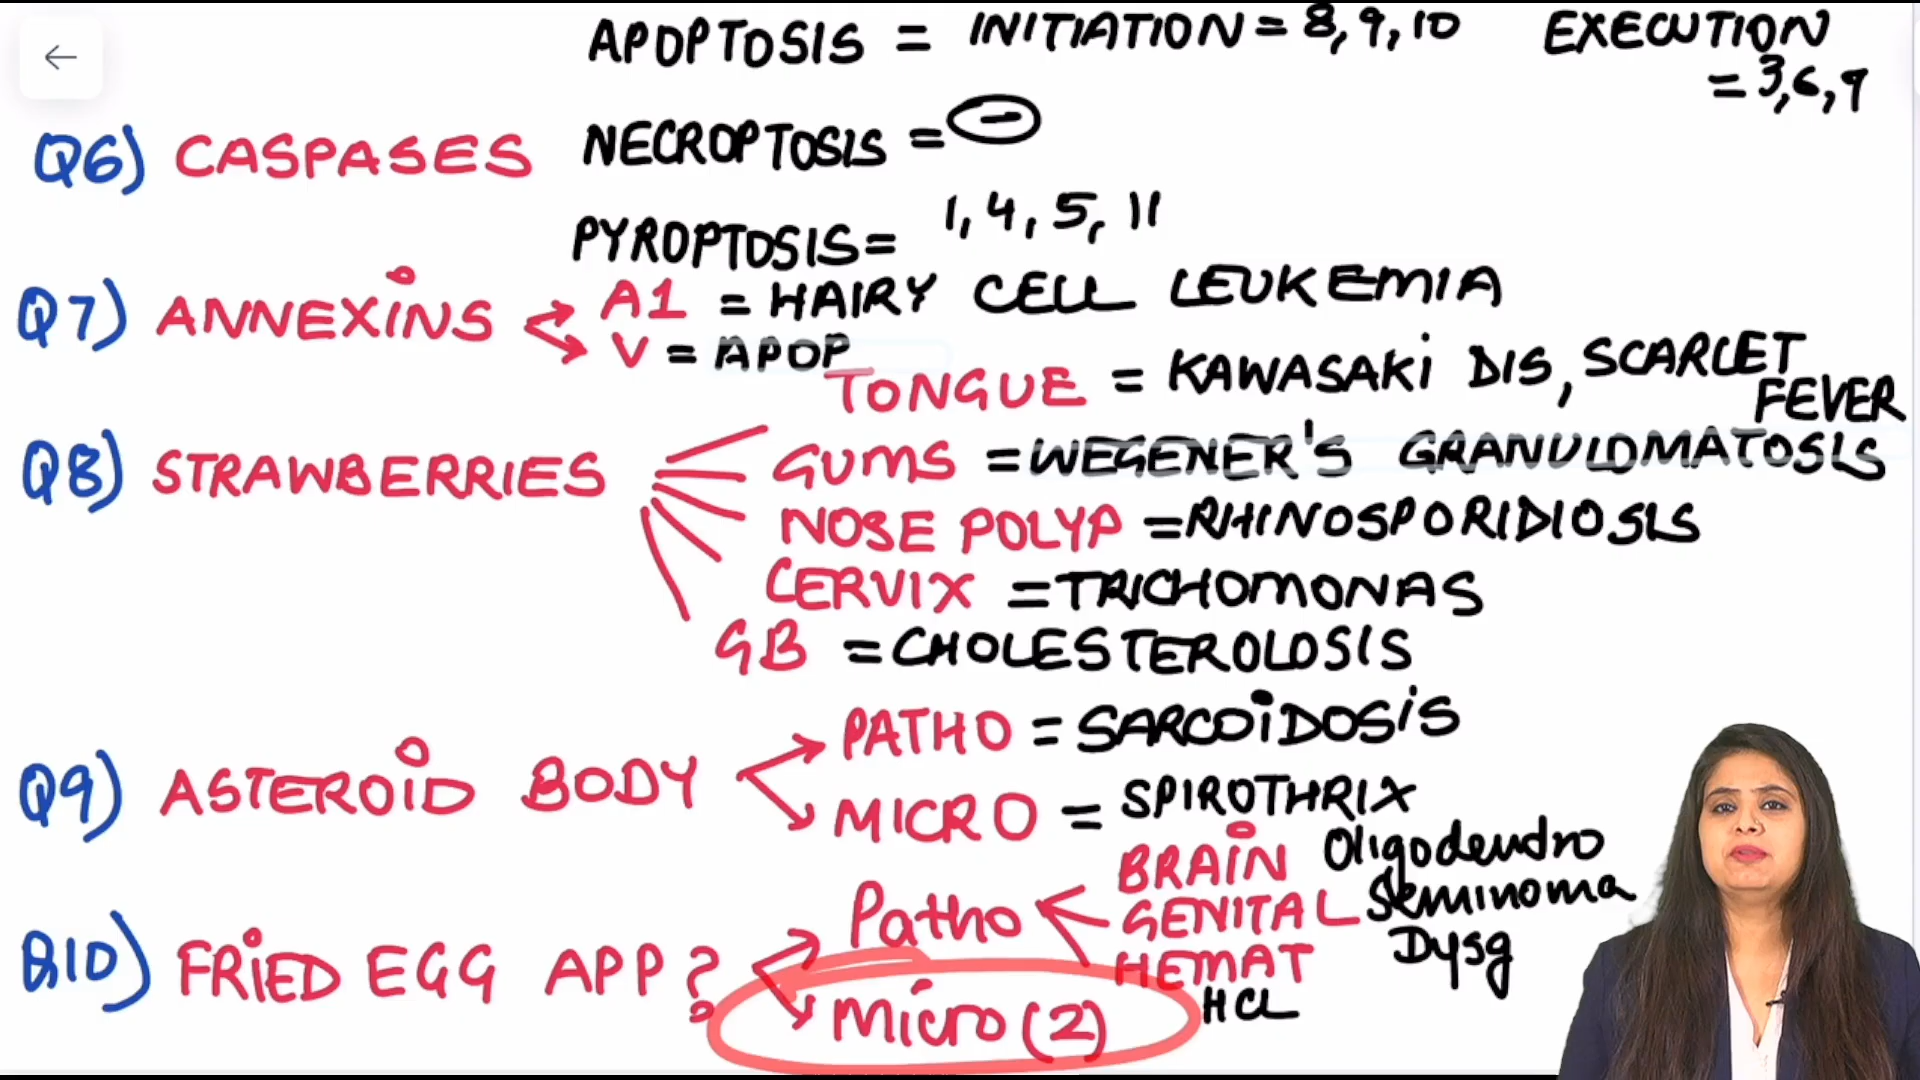 APOPTOSIS = INITIATION = 8, 9, 10 EXECUTION
= 3, 6, 9
Q6) CASPASES NECROPTOSIS = −
PYROPTOSIS = 1, 4, 5, 11
Q7) ANNEXINS A1 = HAIRY CELL LEUKEMIA
V = APOP
TONGUE = KAWASAKI DIS, SCARLET
FEVER
Q8) STRAWBERRIES GUMS = WEGENER'S GRANULOMATOSIS
NOSE POLYP = RHINOSPORIDIOSIS
CERVIX = TRICHOMONAS
GB = CHOLESTEROLOSIS
PATHO = SARCOIDOSIS
Q9) ASTEROID BODY
MICRO = SPIROTHRIX
BRAIN Oligodendro
Patho GENITAL Seminoma
Q10) FRIED EGG APP? HEMAT Dysg
Micro (2) HCL